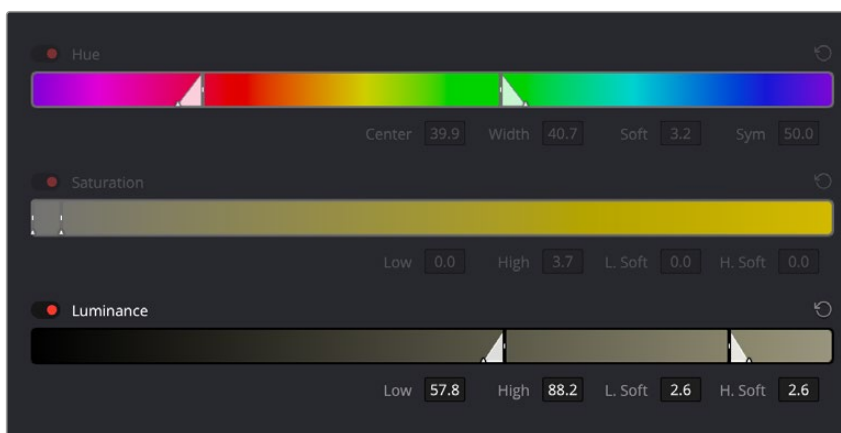 Hue
Center 39.9 Width 40.7 Soft 3.2 Sym 50.0
Saturation
Low 0.0 High 3.7 L. Soft 0.0 H. Soft 0.0
Luminance
Low 57.8 High 88.2 L. Soft 2.6 H. Soft 2.6